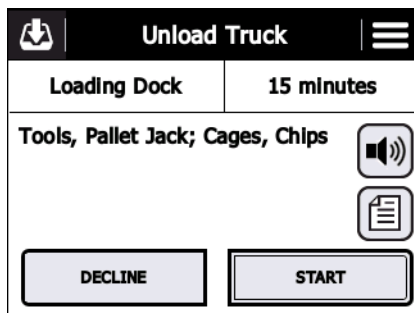 Unload Truck
Loading Dock
15 minutes
Tools, Pallet Jack; Cages, Chips
DECLINE
START